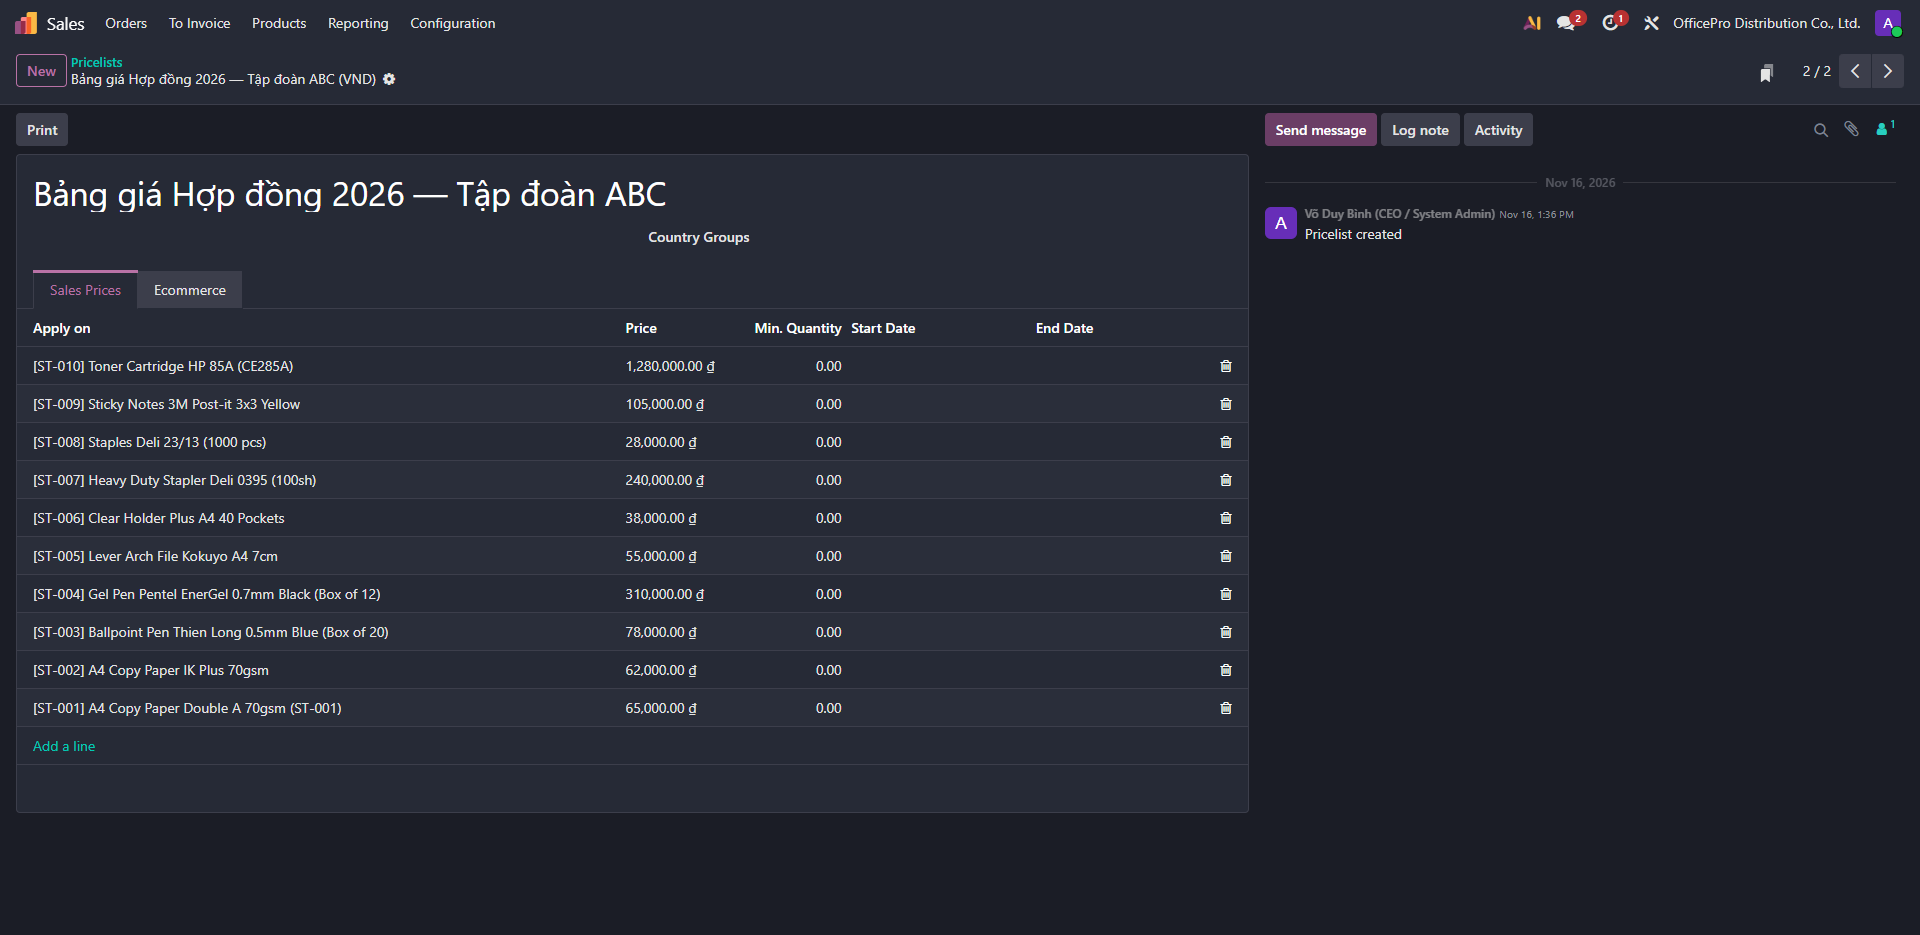 Sales Orders To Invoice Products Reporting Configuration AI 2 1 OfficePro Distribution Co., Ltd. A
New Pricelists
Bảng giá Hợp đồng 2026 — Tập đoàn ABC (VND) 2 / 2
Print Send message Log note Activity 1
Bảng giá Hợp đồng 2026 — Tập đoàn ABC
Country Groups
Sales Prices Ecommerce
Apply on Price Min. Quantity Start Date End Date
[ST-010] Toner Cartridge HP 85A (CE285A) 1,280,000.00 ₫ 0.00
[ST-009] Sticky Notes 3M Post-it 3x3 Yellow 105,000.00 ₫ 0.00
[ST-008] Staples Deli 23/13 (1000 pcs) 28,000.00 ₫ 0.00
[ST-007] Heavy Duty Stapler Deli 0395 (100sh) 240,000.00 ₫ 0.00
[ST-006] Clear Holder Plus A4 40 Pockets 38,000.00 ₫ 0.00
[ST-005] Lever Arch File Kokuyo A4 7cm 55,000.00 ₫ 0.00
[ST-004] Gel Pen Pentel EnerGel 0.7mm Black (Box of 12) 310,000.00 ₫ 0.00
[ST-003] Ballpoint Pen Thien Long 0.5mm Blue (Box of 20) 78,000.00 ₫ 0.00
[ST-002] A4 Copy Paper IK Plus 70gsm 62,000.00 ₫ 0.00
[ST-001] A4 Copy Paper Double A 70gsm (ST-001) 65,000.00 ₫ 0.00
Add a line
Nov 16, 2026
A Võ Duy Bình (CEO / System Admin) Nov 16, 1:36 PM
Pricelist created